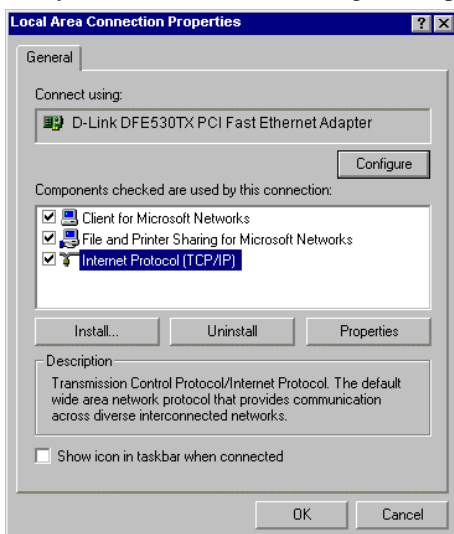 Local Area Connection Properties
General
Connect using:
D-Link DFE530TX PCI Fast Ethernet Adapter
Configure
Components checked are used by this connection:
Client for Microsoft Networks
File and Printer Sharing for Microsoft Networks
Internet Protocol (TCP/IP)
Install...
Uninstall
Properties
Description
Transmission Control Protocol/Internet Protocol. The default
wide area network protocol that provides communication
across diverse interconnected networks.
Show icon in taskbar when connected
OK
Cancel